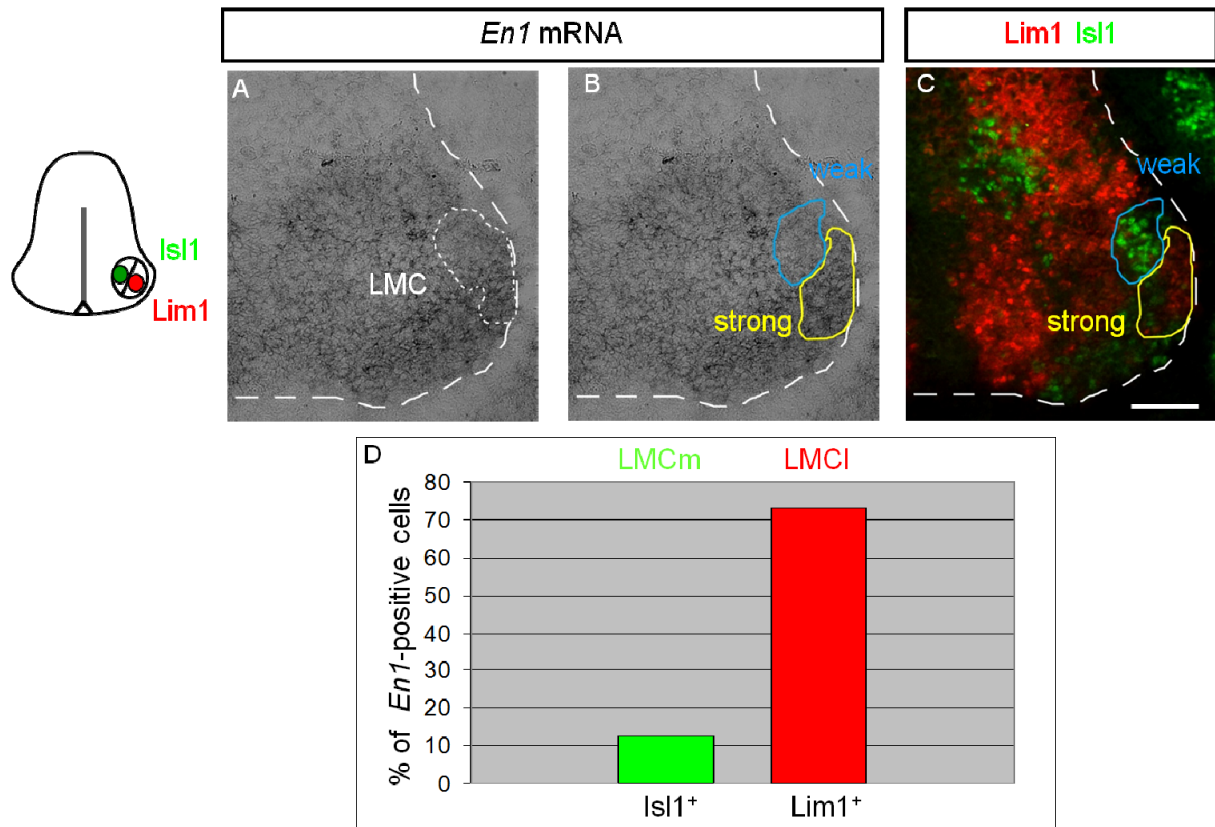 En1 mRNA
Lim1 Isl1
A
B
C
weak
weak
Isl1
Lim1
LMC
strong
strong
D
LMCm
LMCl
% of En1-positive cells
80
70
60
50
40
30
20
10
0
Isl1+
Lim1+